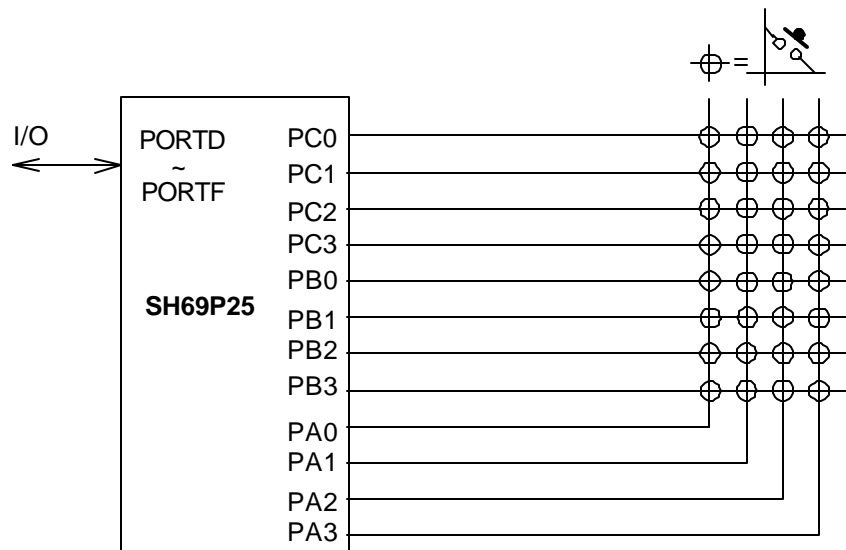 =
I/O
PORTD
~
PORTF
SH69P25
PC0
PC1
PC2
PC3
PB0
PB1
PB2
PB3
PA0
PA1
PA2
PA3